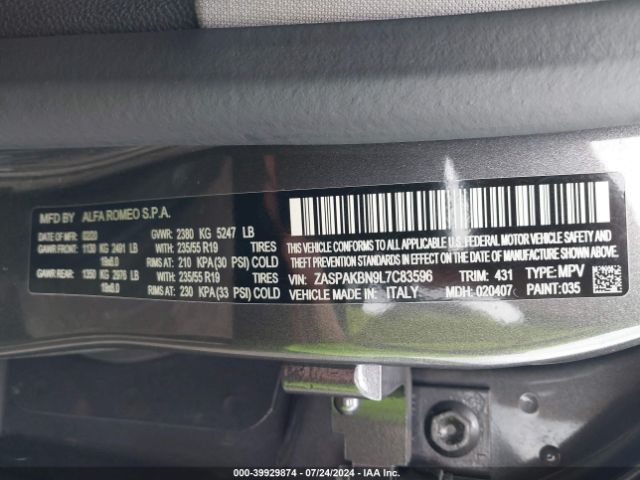 MFD BY ALFA ROMEO S.P.A.
DATE OF MFR: 02/20 GVWR: 2380 KG 5247 LB
GAWR FRONT: 1130 KG 2491 LB WITH: 235/55 R19 TIRES
18x8.0 RIMS AT: 210 KPA(30 PSI) COLD
GAWR REAR: 1350 KG 2976 LB WITH: 235/55 R19 TIRES
18x8.0 RIMS AT: 230 KPA(33 PSI) COLD
THIS VEHICLE CONFORMS TO ALL APPLICABLE U.S. FEDERAL MOTOR VEHICLE SAFETY AND
THEFT PREVENTION STANDARDS IN EFFECT ON THE DATE OF MANUFACTURE SHOWN ABOVE.
VIN: ZASPAKBN9L7C83596 TRIM: 431 TYPE: MPV
VEHICLE MADE IN: ITALY MDH: 020407 PAINT: 035
000-39929874 / 07/24/2024 / IAA Inc.